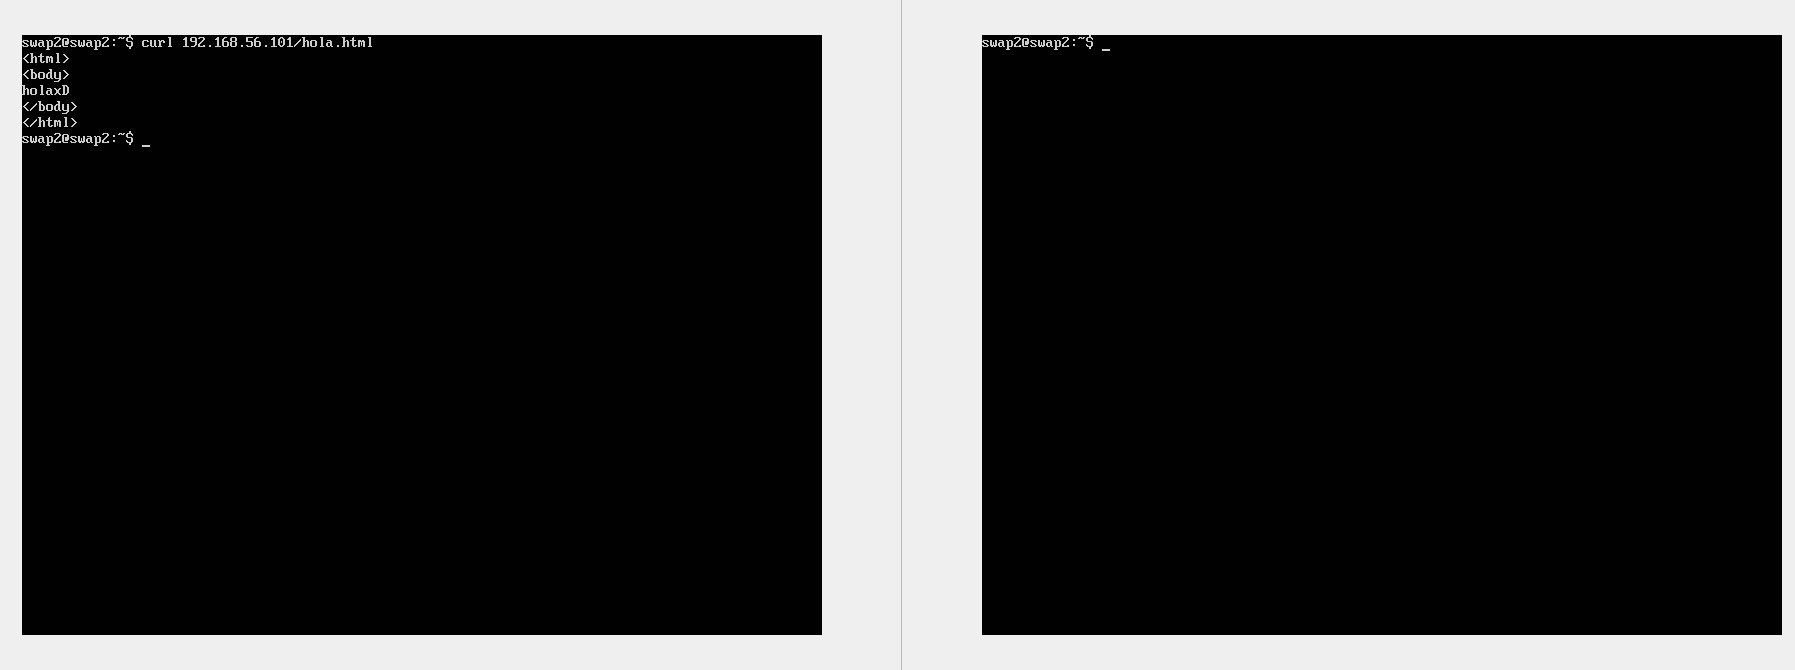 swap2@swap2:~$ curl 192.168.56.101/hola.html
<html>
<body>
holaxD
</body>
</html>
swap2@swap2:~$ _
swap2@swap2:~$ _